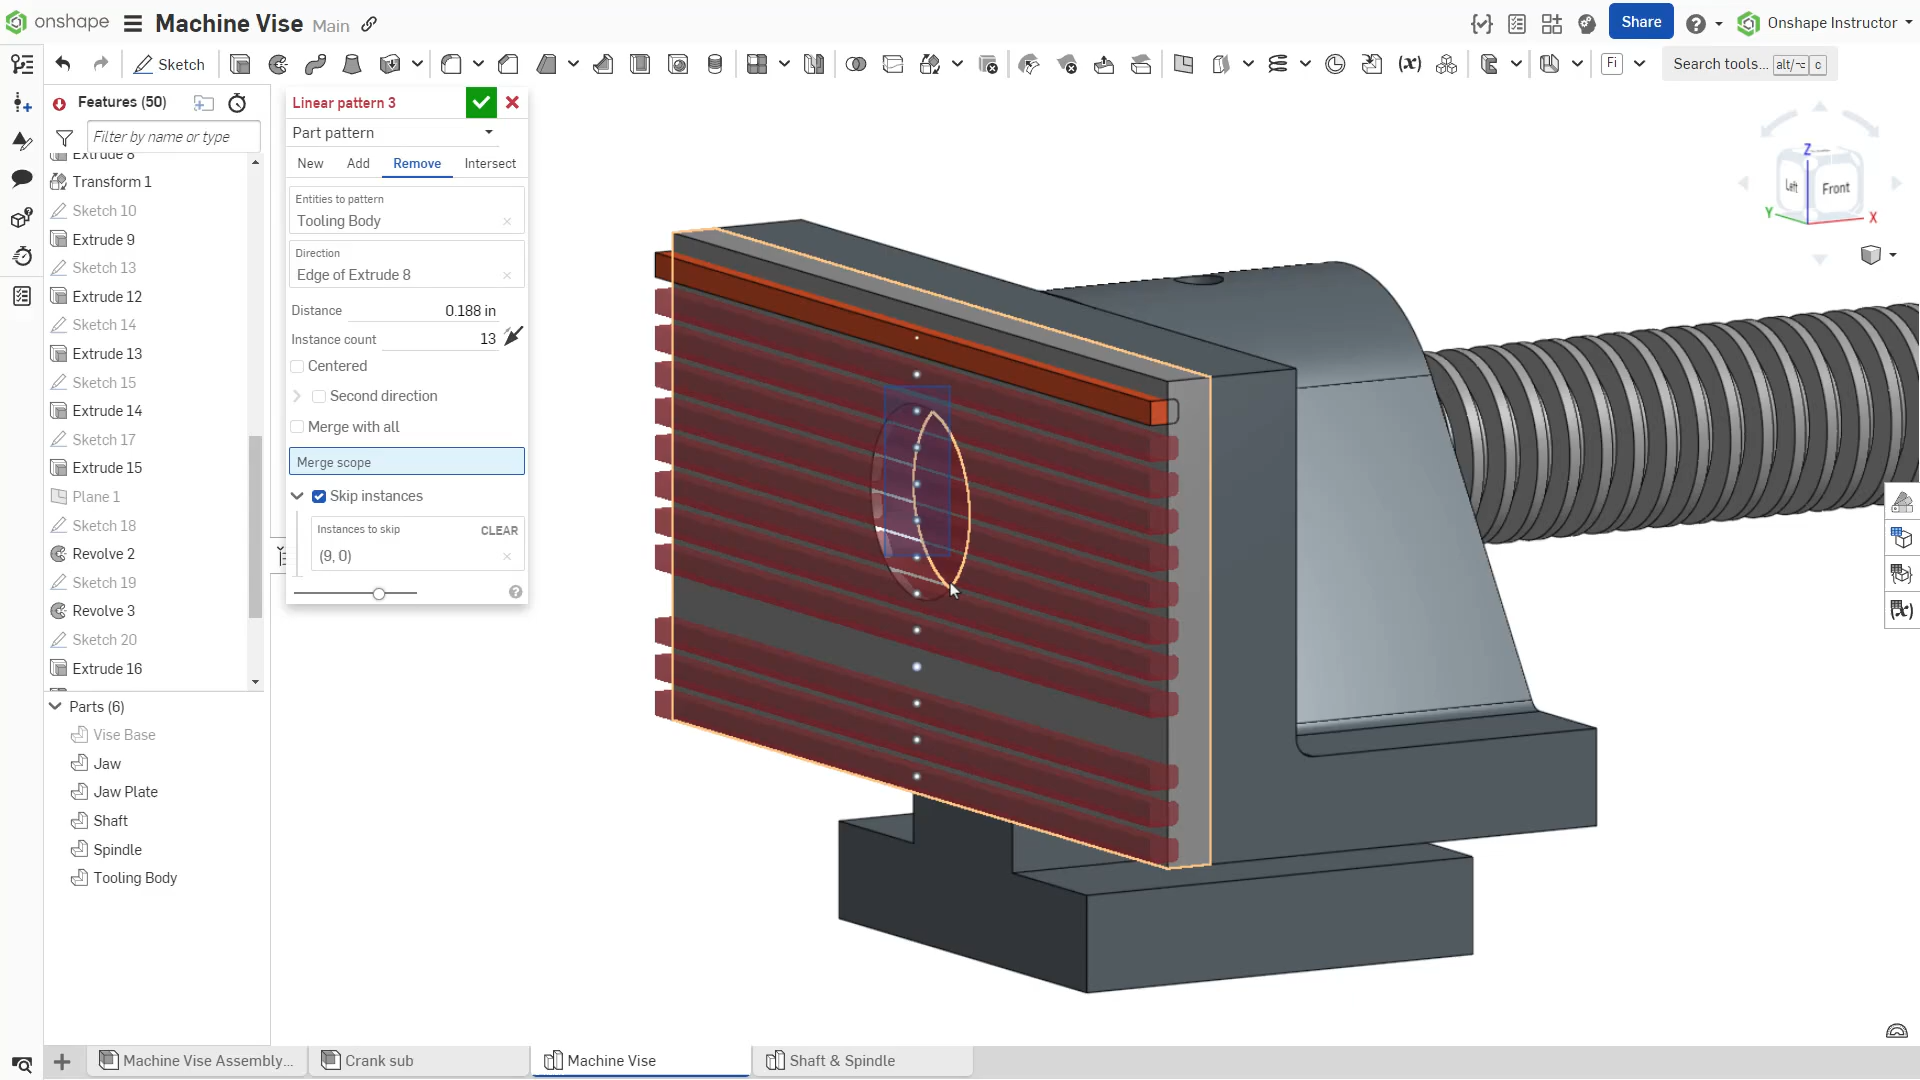 onshape
Machine Vise Main
Share
Onshape Instructor
Sketch
Fi
Search tools... alt/⌥ c
Features (50)
Filter by name or type
Extrude 8
Transform 1
Sketch 10
Extrude 9
Sketch 13
Extrude 12
Sketch 14
Extrude 13
Sketch 15
Extrude 14
Sketch 17
Extrude 15
Plane 1
Sketch 18
Revolve 2
Sketch 19
Revolve 3
Sketch 20
Extrude 16
Parts (6)
Vise Base
Jaw
Jaw Plate
Shaft
Spindle
Tooling Body
Linear pattern 3
Part pattern
New Add Remove Intersect
Entities to pattern
Tooling Body
Direction
Edge of Extrude 8
Distance 0.188 in
Instance count 13
Centered
Second direction
Merge with all
Merge scope
Skip instances
Instances to skip CLEAR
(9, 0)
Z
Left
Front
Y
X
Machine Vise Assembly...
Crank sub
Machine Vise
Shaft & Spindle